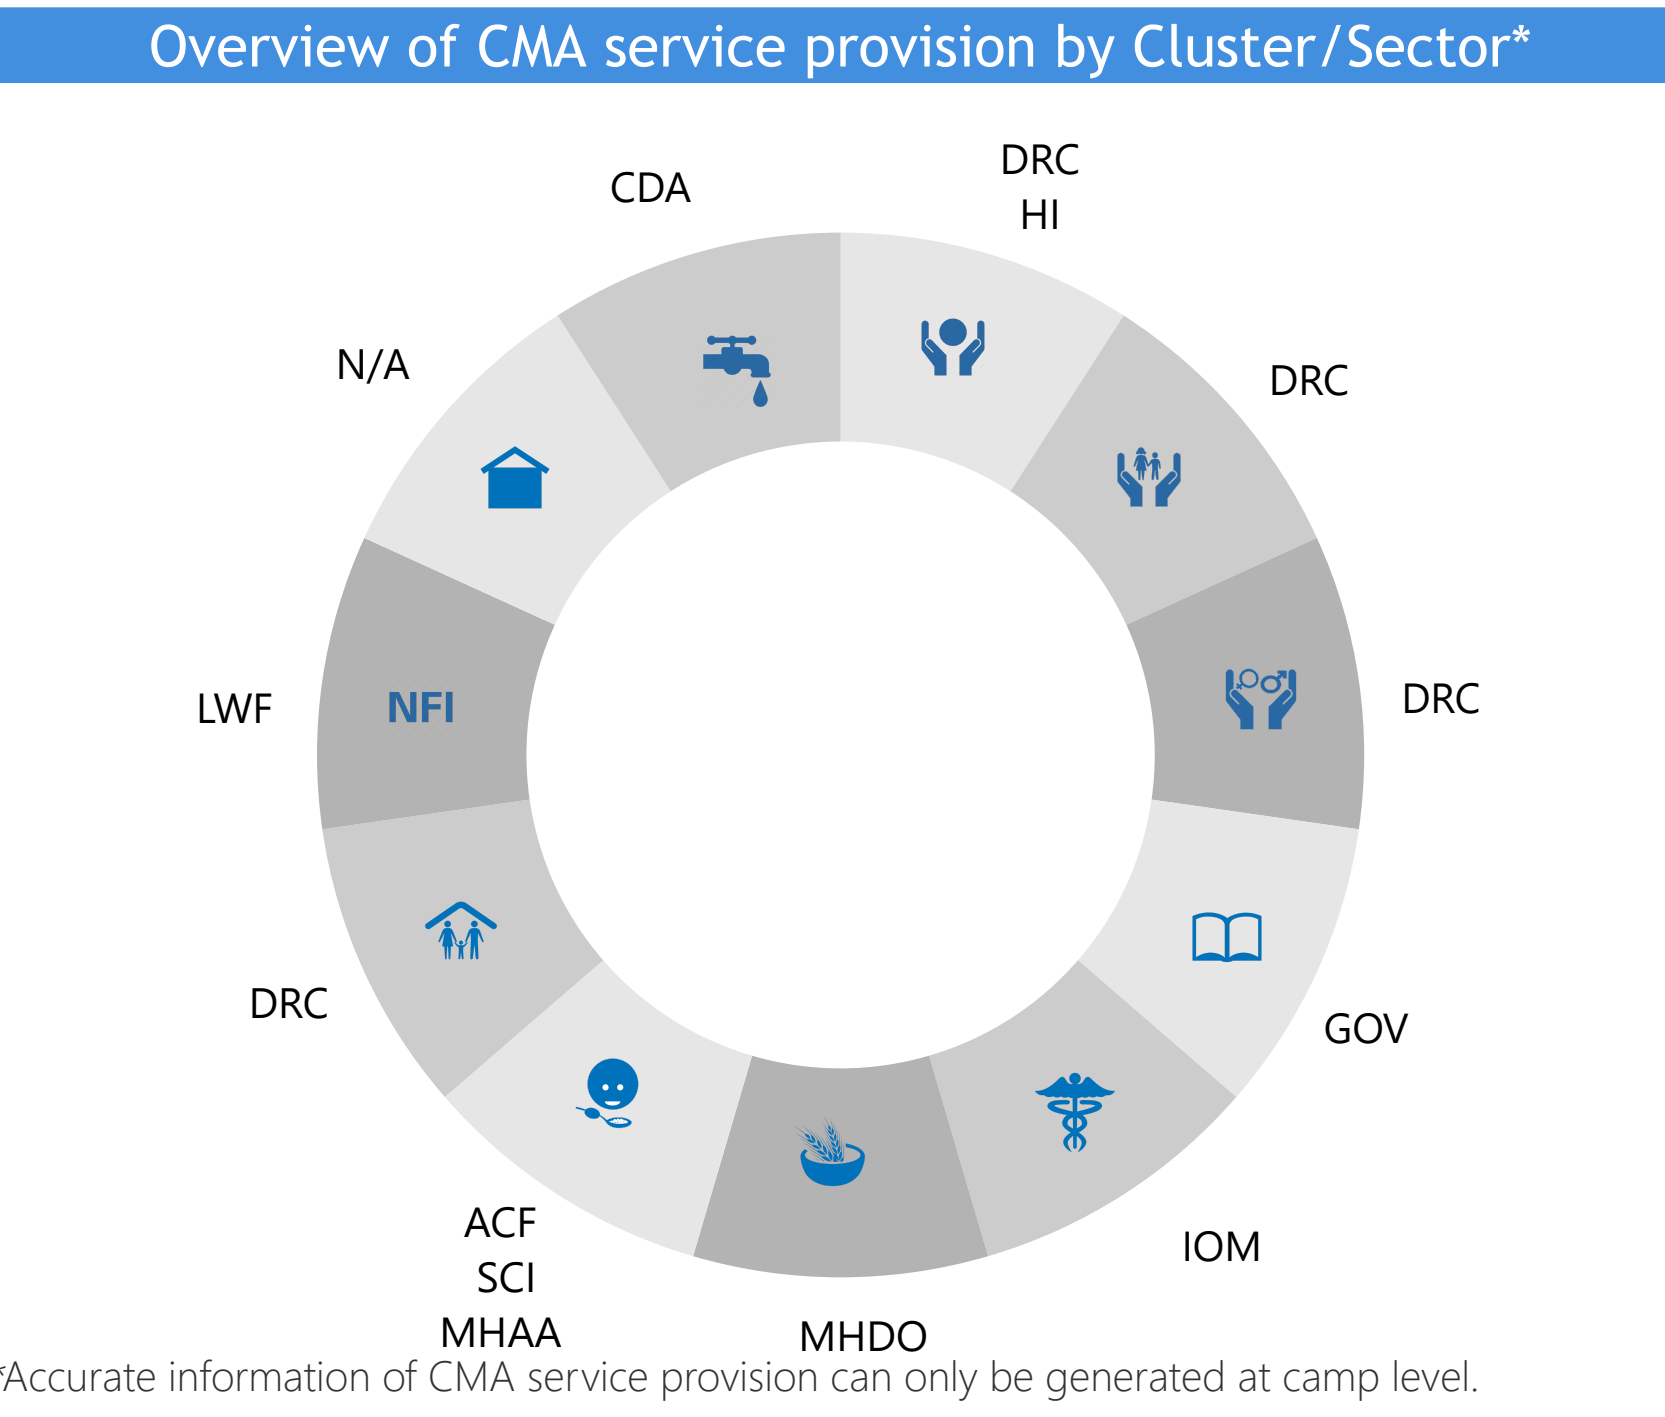 Overview of CMA service provision by Cluster/Sector*
DRC
HI
CDA
N/A
DRC
LWF
NFI
DRC
DRC
GOV
ACF
SCI
MHAA
IOM
MHDO
*Accurate information of CMA service provision can only be generated at camp level.